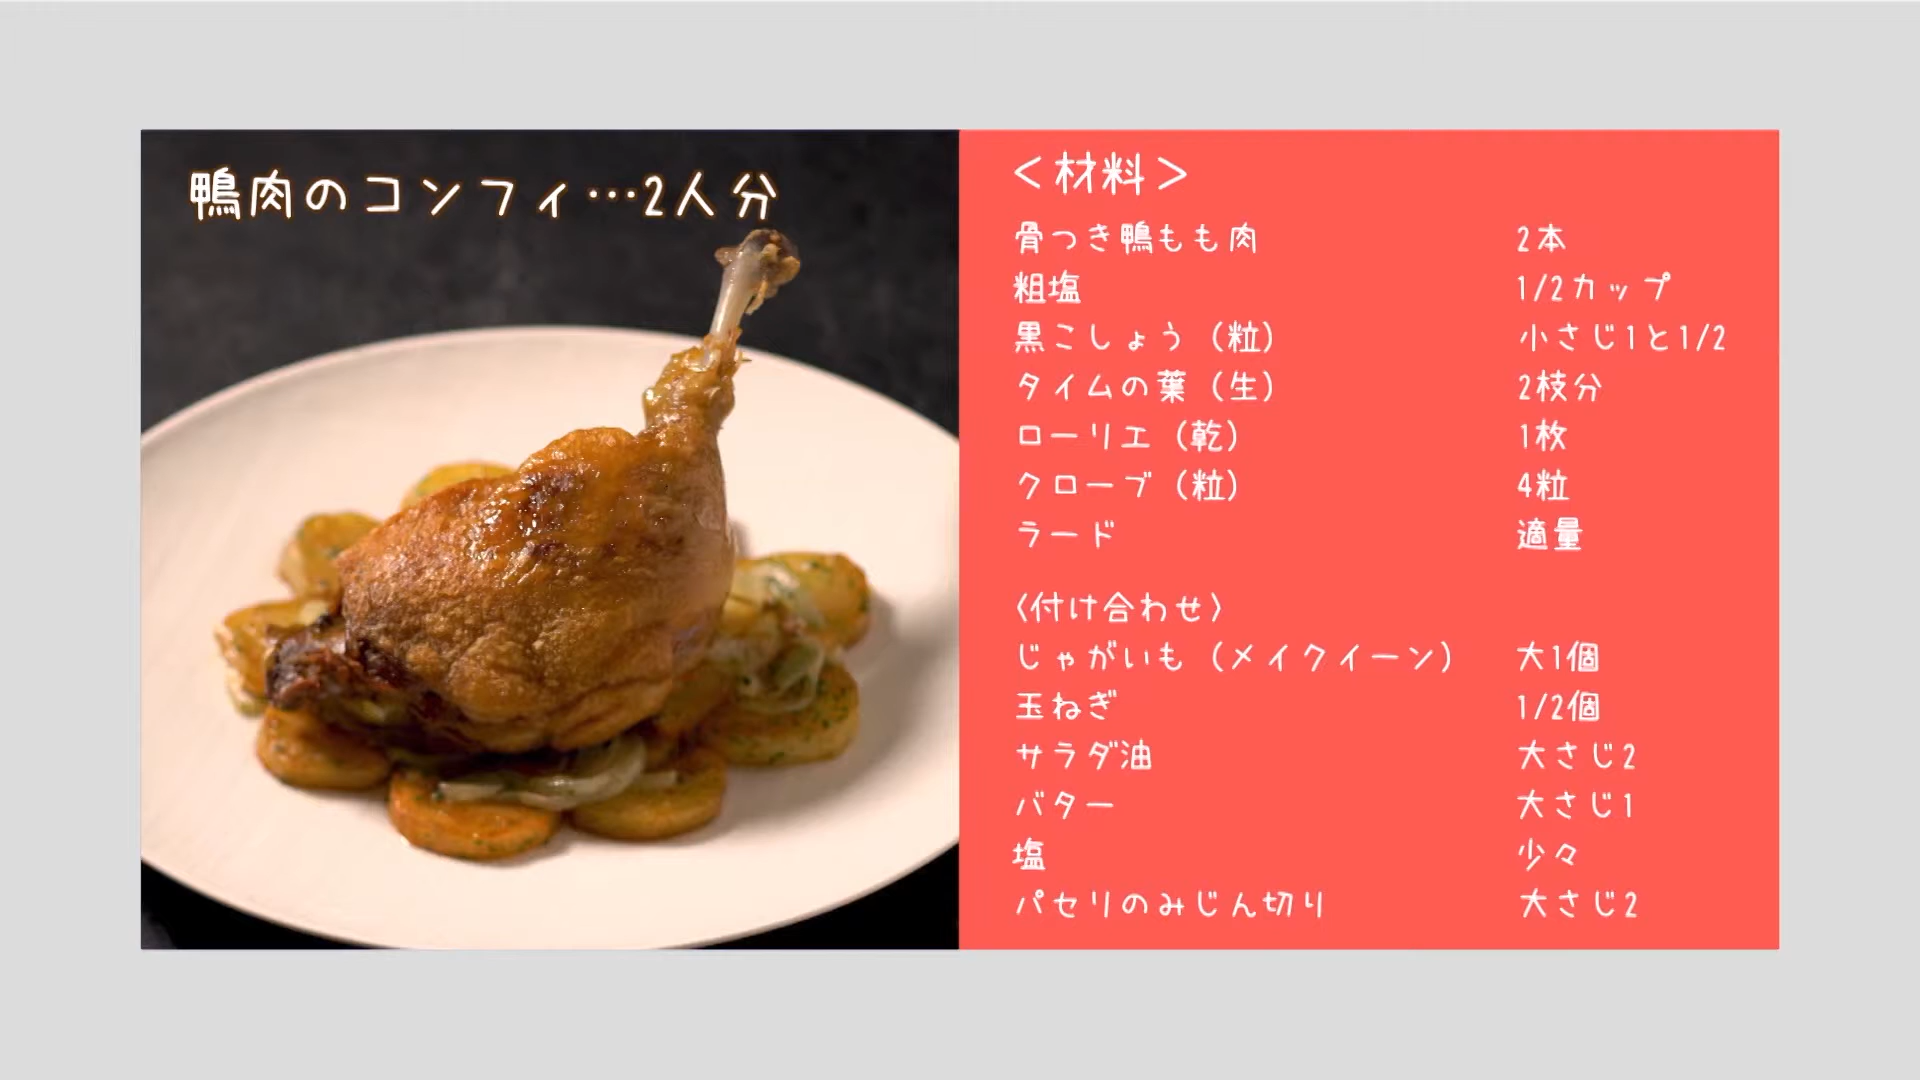 鴨肉のコンフィ…2人分
＜材料＞
骨つき鴨もも肉 2本
粗塩 1/2カップ
黒こしょう（粒） 小さじ1と1/2
タイムの葉（生） 2枝分
ローリエ（乾） 1枚
クローブ（粒） 4粒
ラード 適量
〈付け合わせ〉
じゃがいも（メイクイーン） 大1個
玉ねぎ 1/2個
サラダ油 大さじ2
バター 大さじ1
塩 少々
パセリのみじん切り 大さじ2